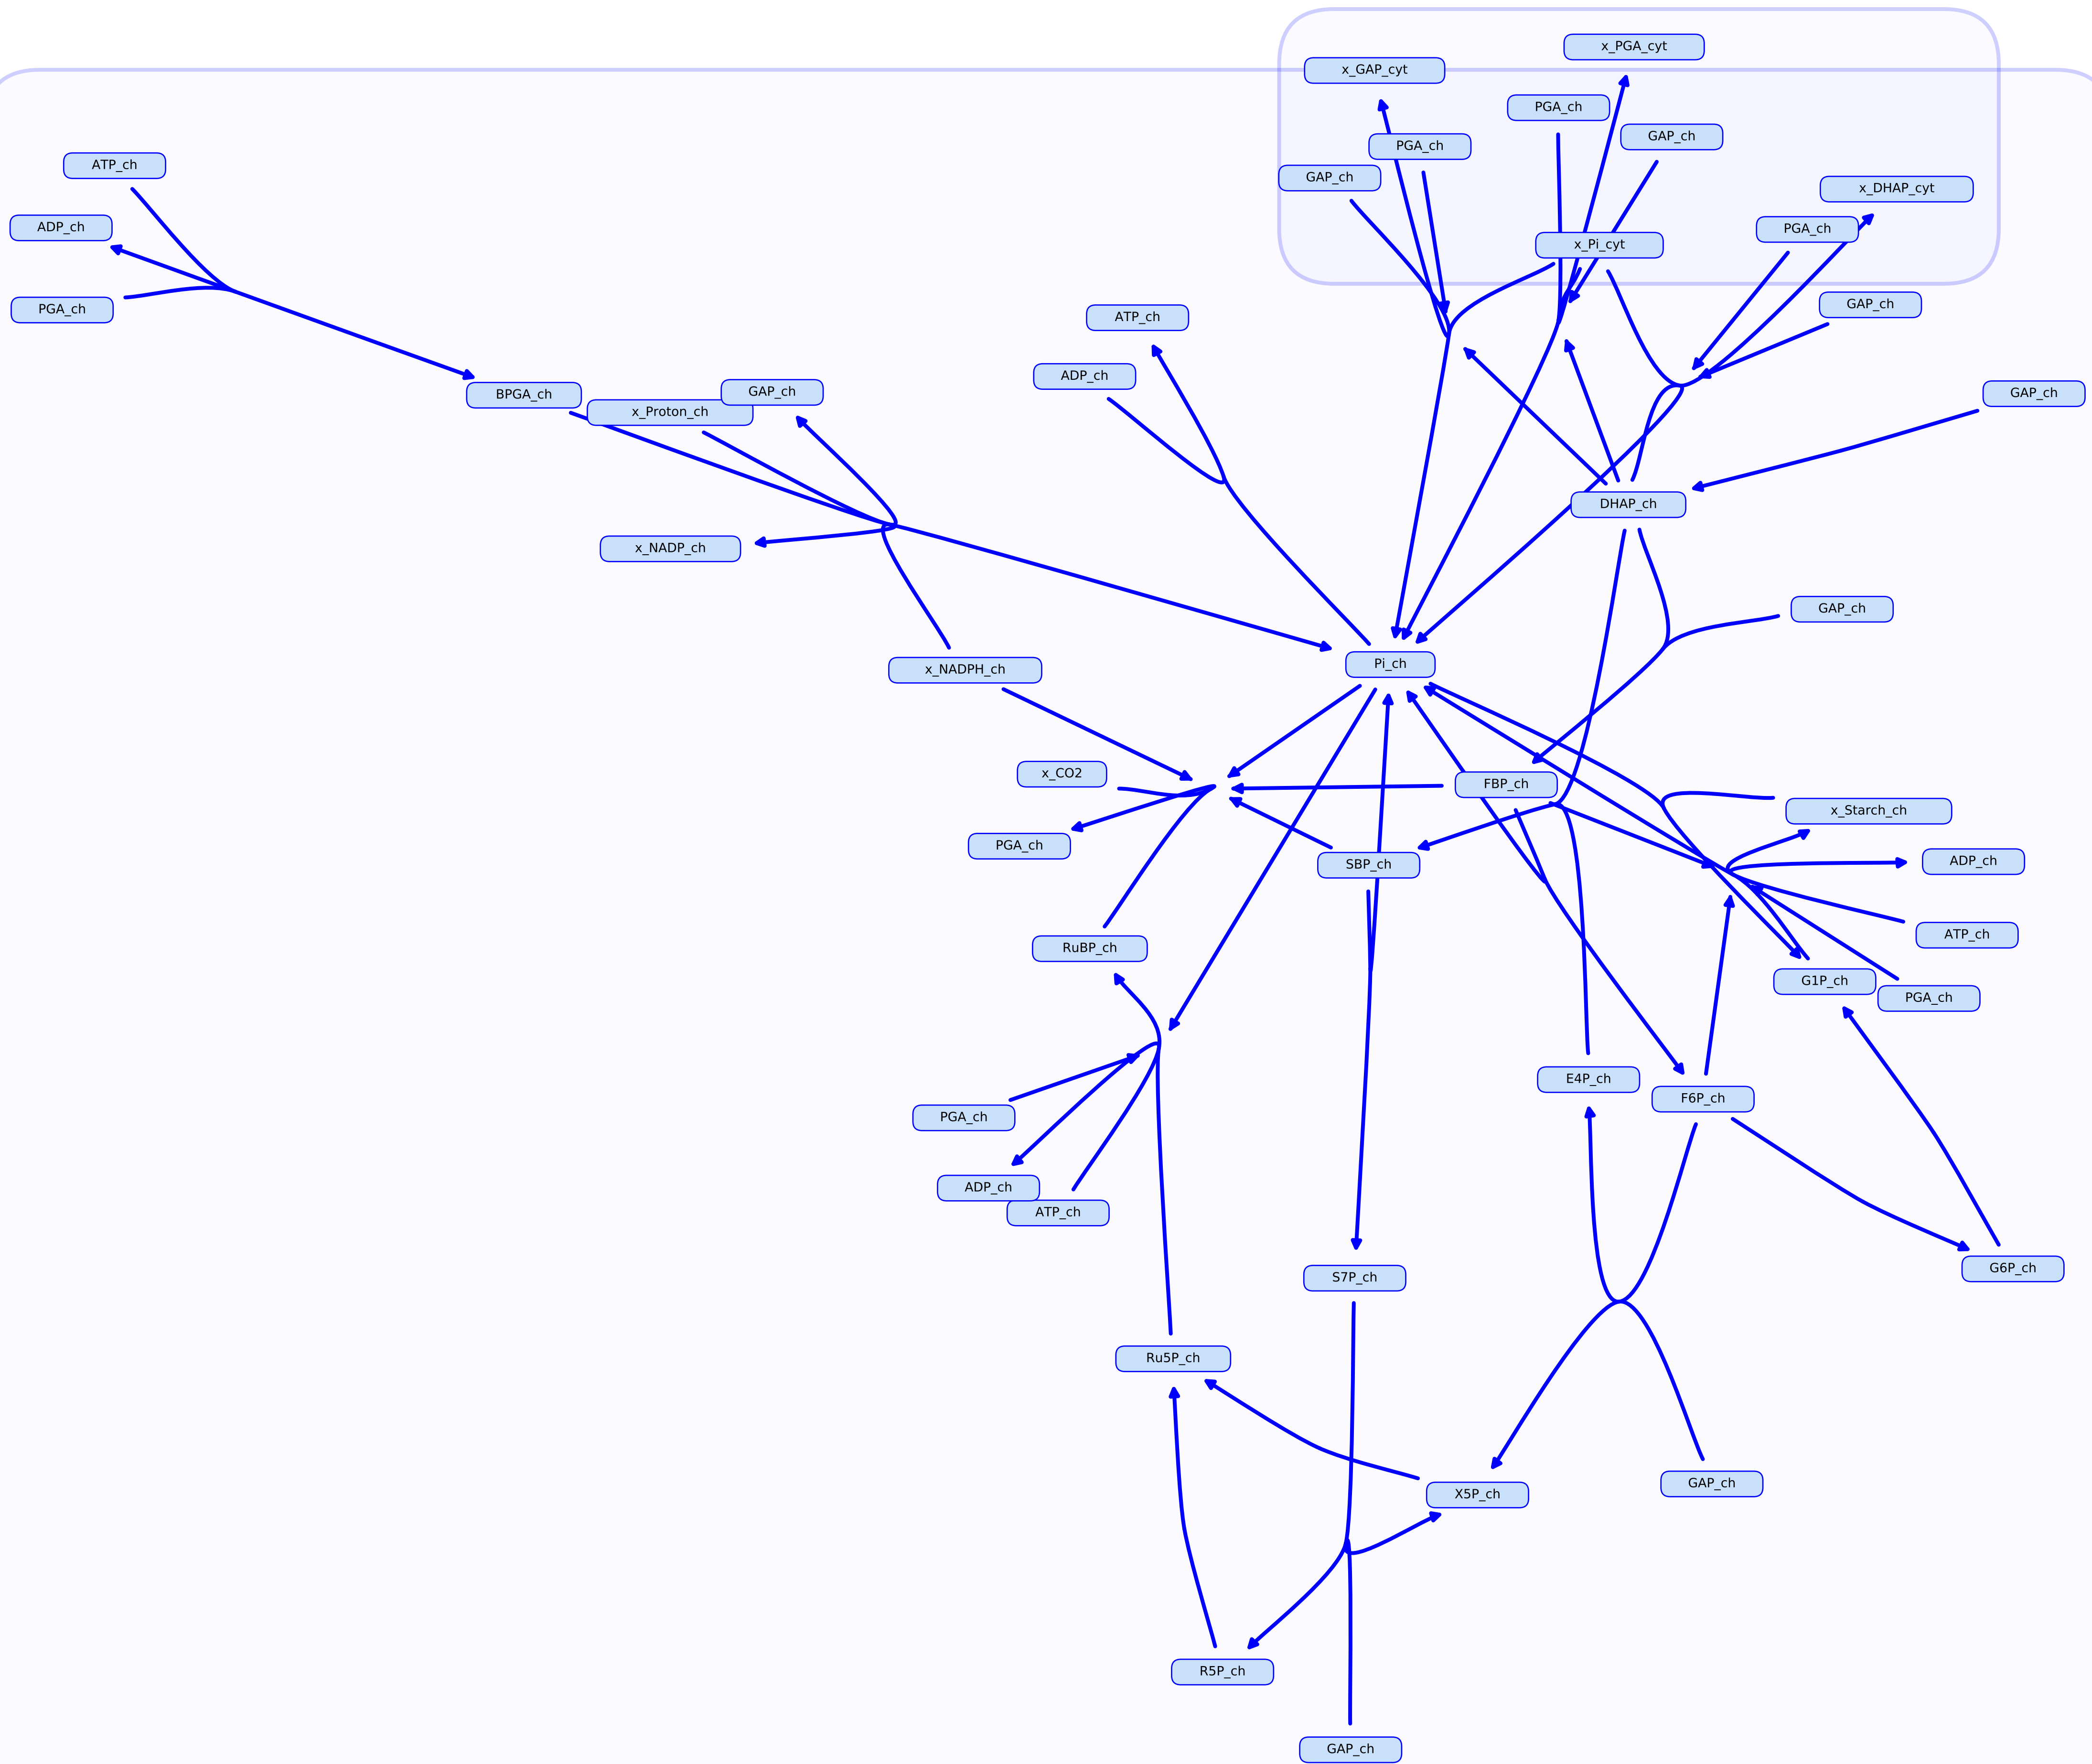 x_PGA_cyt
x_GAP_cyt
PGA_ch
GAP_ch
PGA_ch
ATP_ch
GAP_ch
x_DHAP_cyt
ADP_ch
PGA_ch
x_Pi_cyt
GAP_ch
PGA_ch
ATP_ch
ADP_ch
GAP_ch
GAP_ch
BPGA_ch
x_Proton_ch
DHAP_ch
x_NADP_ch
GAP_ch
Pi_ch
x_NADPH_ch
x_CO2
FBP_ch
x_Starch_ch
PGA_ch
ADP_ch
SBP_ch
ATP_ch
RuBP_ch
G1P_ch
PGA_ch
E4P_ch
F6P_ch
PGA_ch
ADP_ch
ATP_ch
G6P_ch
S7P_ch
Ru5P_ch
GAP_ch
X5P_ch
R5P_ch
GAP_ch